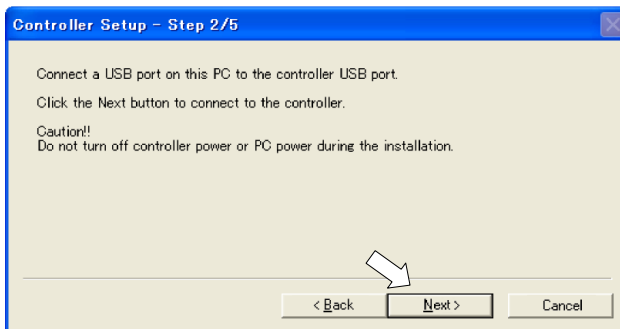 Controller Setup - Step 2/5
Connect a USB port on this PC to the controller USB port.
Click the Next button to connect to the controller.
Caution!!
Do not turn off controller power or PC power during the installation.
< Back
Next >
Cancel